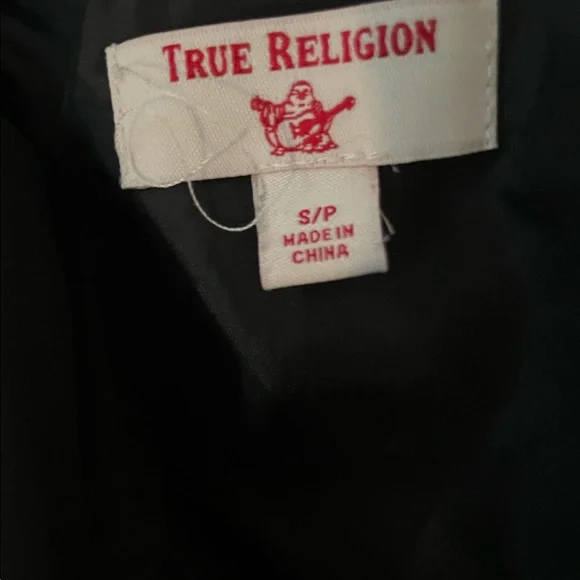 TRUE RELIGION
S/P
MADE IN
CHINA